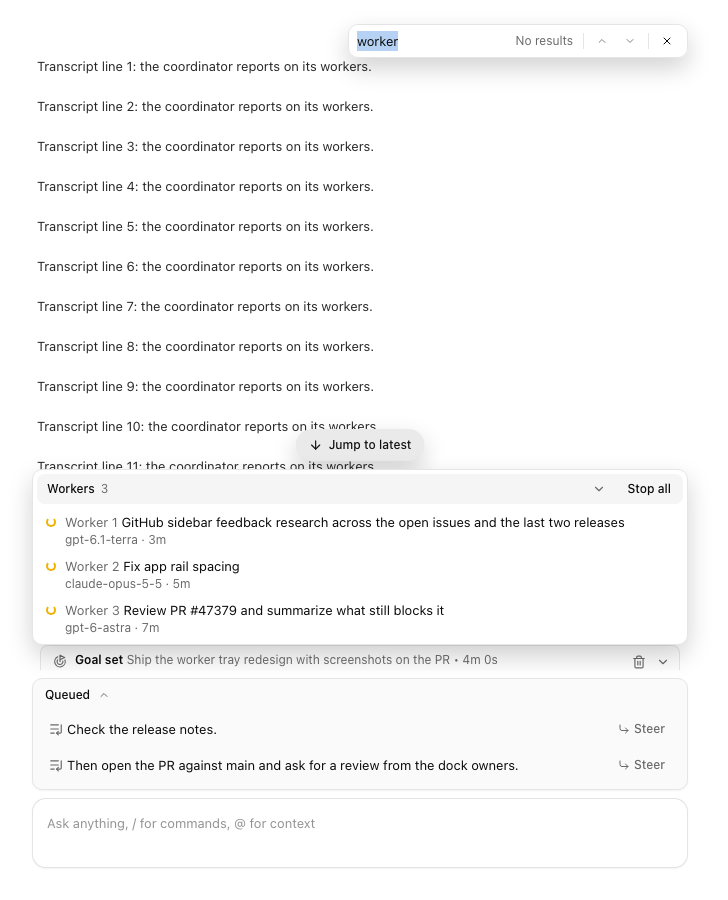 worker No results
Transcript line 1: the coordinator reports on its workers.
Transcript line 2: the coordinator reports on its workers.
Transcript line 3: the coordinator reports on its workers.
Transcript line 4: the coordinator reports on its workers.
Transcript line 5: the coordinator reports on its workers.
Transcript line 6: the coordinator reports on its workers.
Transcript line 7: the coordinator reports on its workers.
Transcript line 8: the coordinator reports on its workers.
Transcript line 9: the coordinator reports on its workers.
Transcript line 10: the coordinator reports on its workers.
Jump to latest
Transcript line 11: the coordinator reports on its workers.
Workers 3 Stop all
Worker 1 GitHub sidebar feedback research across the open issues and the last two releases
gpt-6.1-terra · 3m
Worker 2 Fix app rail spacing
claude-opus-5-5 · 5m
Worker 3 Review PR #47379 and summarize what still blocks it
gpt-6-astra · 7m
Goal set Ship the worker tray redesign with screenshots on the PR • 4m 0s
Queued
Check the release notes. Steer
Then open the PR against main and ask for a review from the dock owners. Steer
Ask anything, / for commands, @ for context